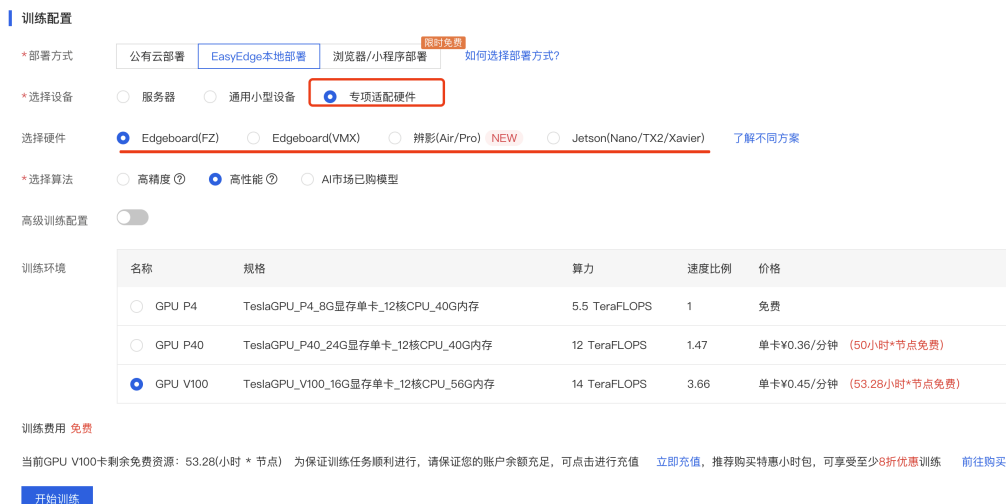 训练配置
限时免费
*部署方式 公有云部署 EasyEdge本地部署 浏览器/小程序部署 如何选择部署方式?
*选择设备 服务器 通用小型设备 专项适配硬件
选择硬件 Edgeboard(FZ) Edgeboard(VMX) 辨影(Air/Pro) NEW Jetson(Nano/TX2/Xavier) 了解不同方案
*选择算法 高精度 ? 高性能 ? AI市场已购模型
高级训练配置
训练环境 名称 规格 算力 速度比例 价格
GPU P4 TeslaGPU_P4_8G显存单卡_12核CPU_40G内存 5.5 TeraFLOPS 1 免费
GPU P40 TeslaGPU_P40_24G显存单卡_12核CPU_40G内存 12 TeraFLOPS 1.47 单卡¥0.36/分钟 (50小时*节点免费)
GPU V100 TeslaGPU_V100_16G显存单卡_12核CPU_56G内存 14 TeraFLOPS 3.66 单卡¥0.45/分钟 (53.28小时*节点免费)
训练费用 免费
当前GPU V100卡剩余免费资源：53.28(小时 * 节点) 为保证训练任务顺利进行，请保证您的账户余额充足，可点击进行充值 立即充值，推荐购买特惠小时包，可享受至少8折优惠训练 前往购买
开始训练